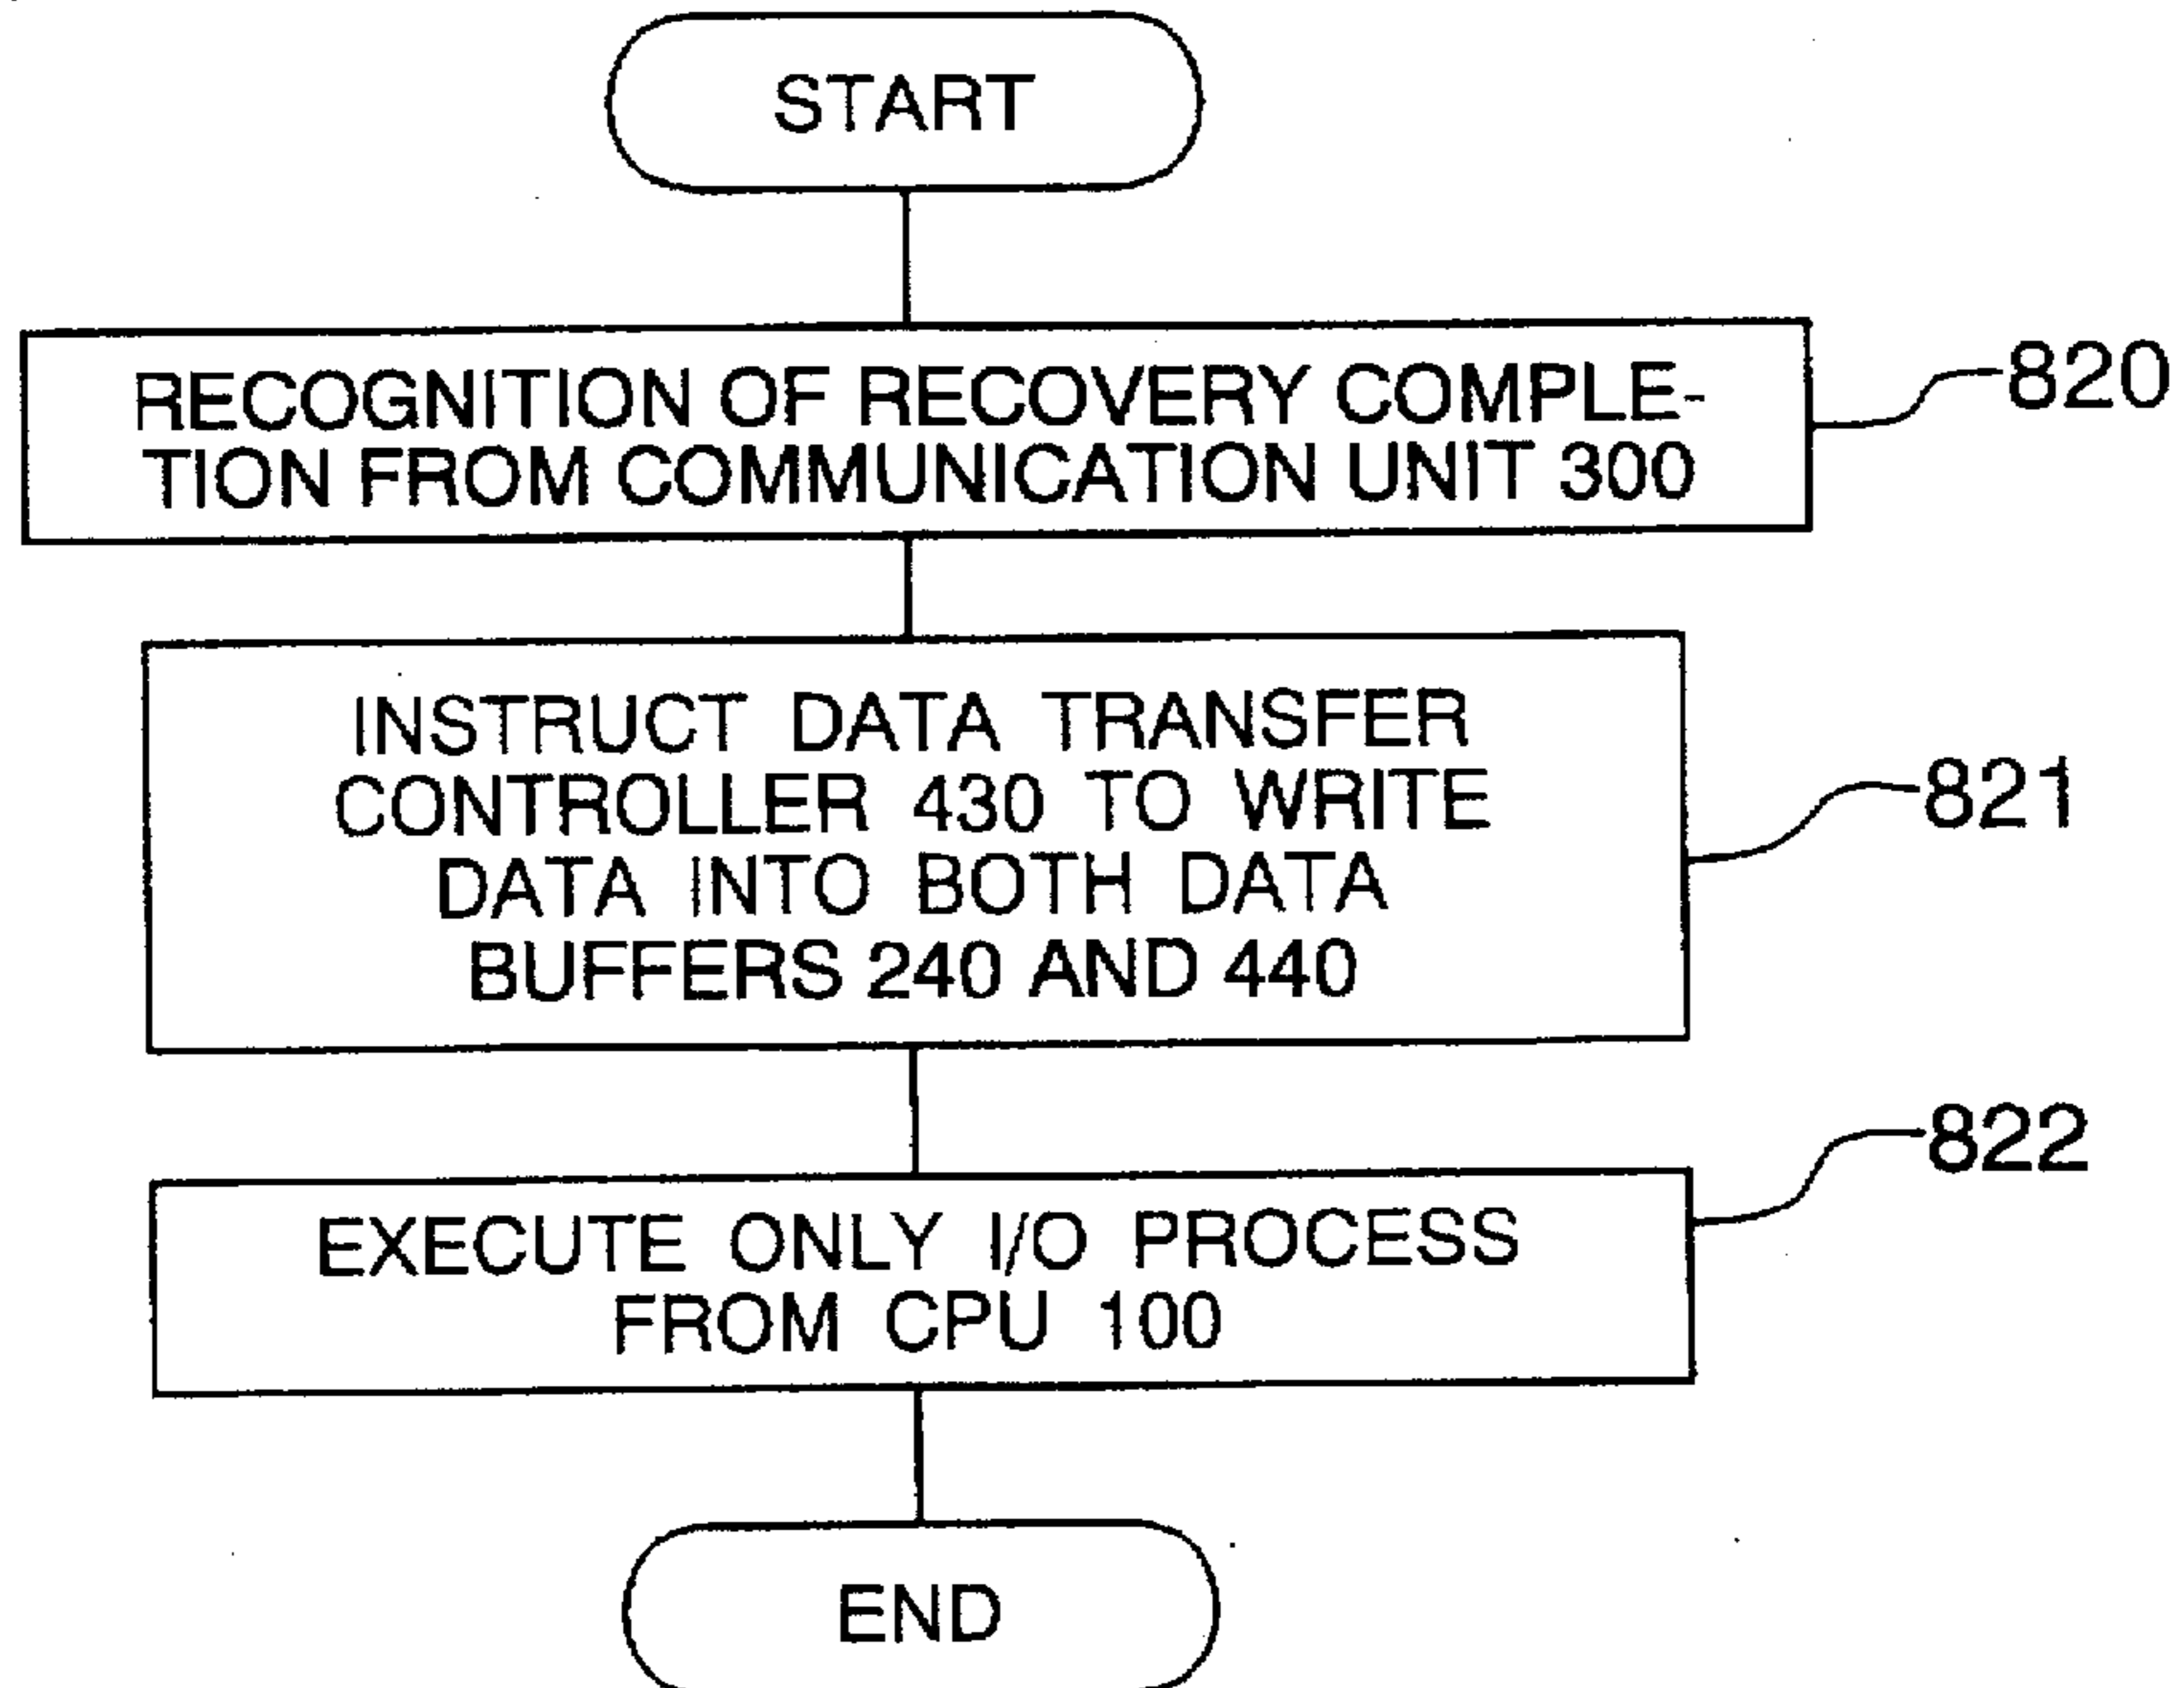 START
RECOGNITION OF RECOVERY COMPLE-
TION FROM COMMUNICATION UNIT 300
820
INSTRUCT DATA TRANSFER
CONTROLLER 430 TO WRITE
DATA INTO BOTH DATA
BUFFERS 240 AND 440
821
EXECUTE ONLY I/O PROCESS
FROM CPU 100
822
END